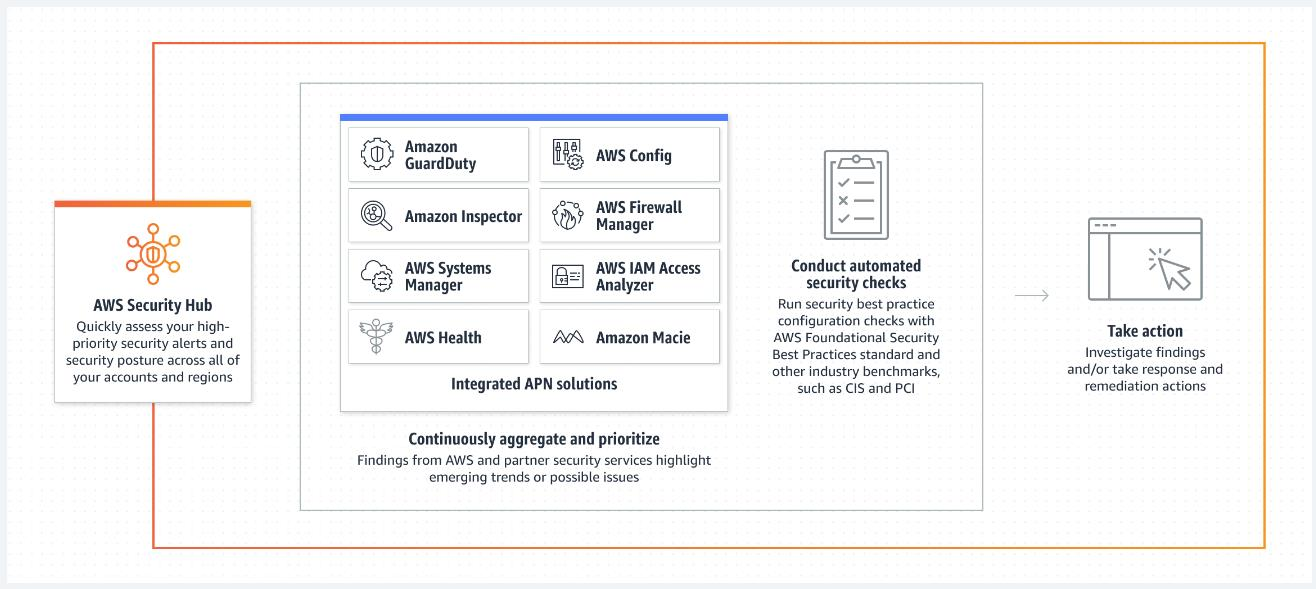 AWS Security Hub
Quickly assess your high-
priority security alerts and
security posture across all of
your accounts and regions
Amazon
GuardDuty
AWS Config
Amazon Inspector
AWS Firewall
Manager
AWS Systems
Manager
AWS IAM Access
Analyzer
AWS Health
Amazon Macie
Integrated APN solutions
Continuously aggregate and prioritize
Findings from AWS and partner security services highlight
emerging trends or possible issues
Conduct automated
security checks
Run security best practice
configuration checks with
AWS Foundational Security
Best Practices standard and
other industry benchmarks,
such as CIS and PCI
Take action
Investigate findings
and/or take response and
remediation actions